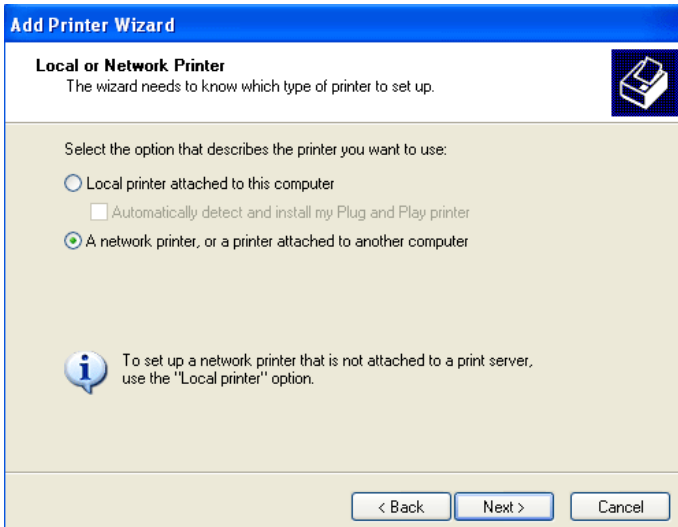 Add Printer Wizard
Local or Network Printer
The wizard needs to know which type of printer to set up.
Select the option that describes the printer you want to use:
Local printer attached to this computer
Automatically detect and install my Plug and Play printer
A network printer, or a printer attached to another computer
To set up a network printer that is not attached to a print server,
use the "Local printer" option.
< Back Next > Cancel